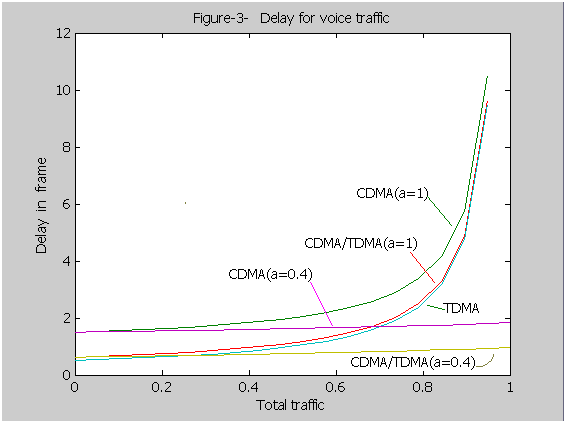 Figure-3-   Delay for voice traffic
12
10
8
6
4
2
0
Delay in frame
CDMA(a=1)
CDMA/TDMA(a=1)
CDMA(a=0.4)
TDMA
CDMA/TDMA(a=0.4)
0 0.2 0.4 0.6 0.8 1
Total traffic